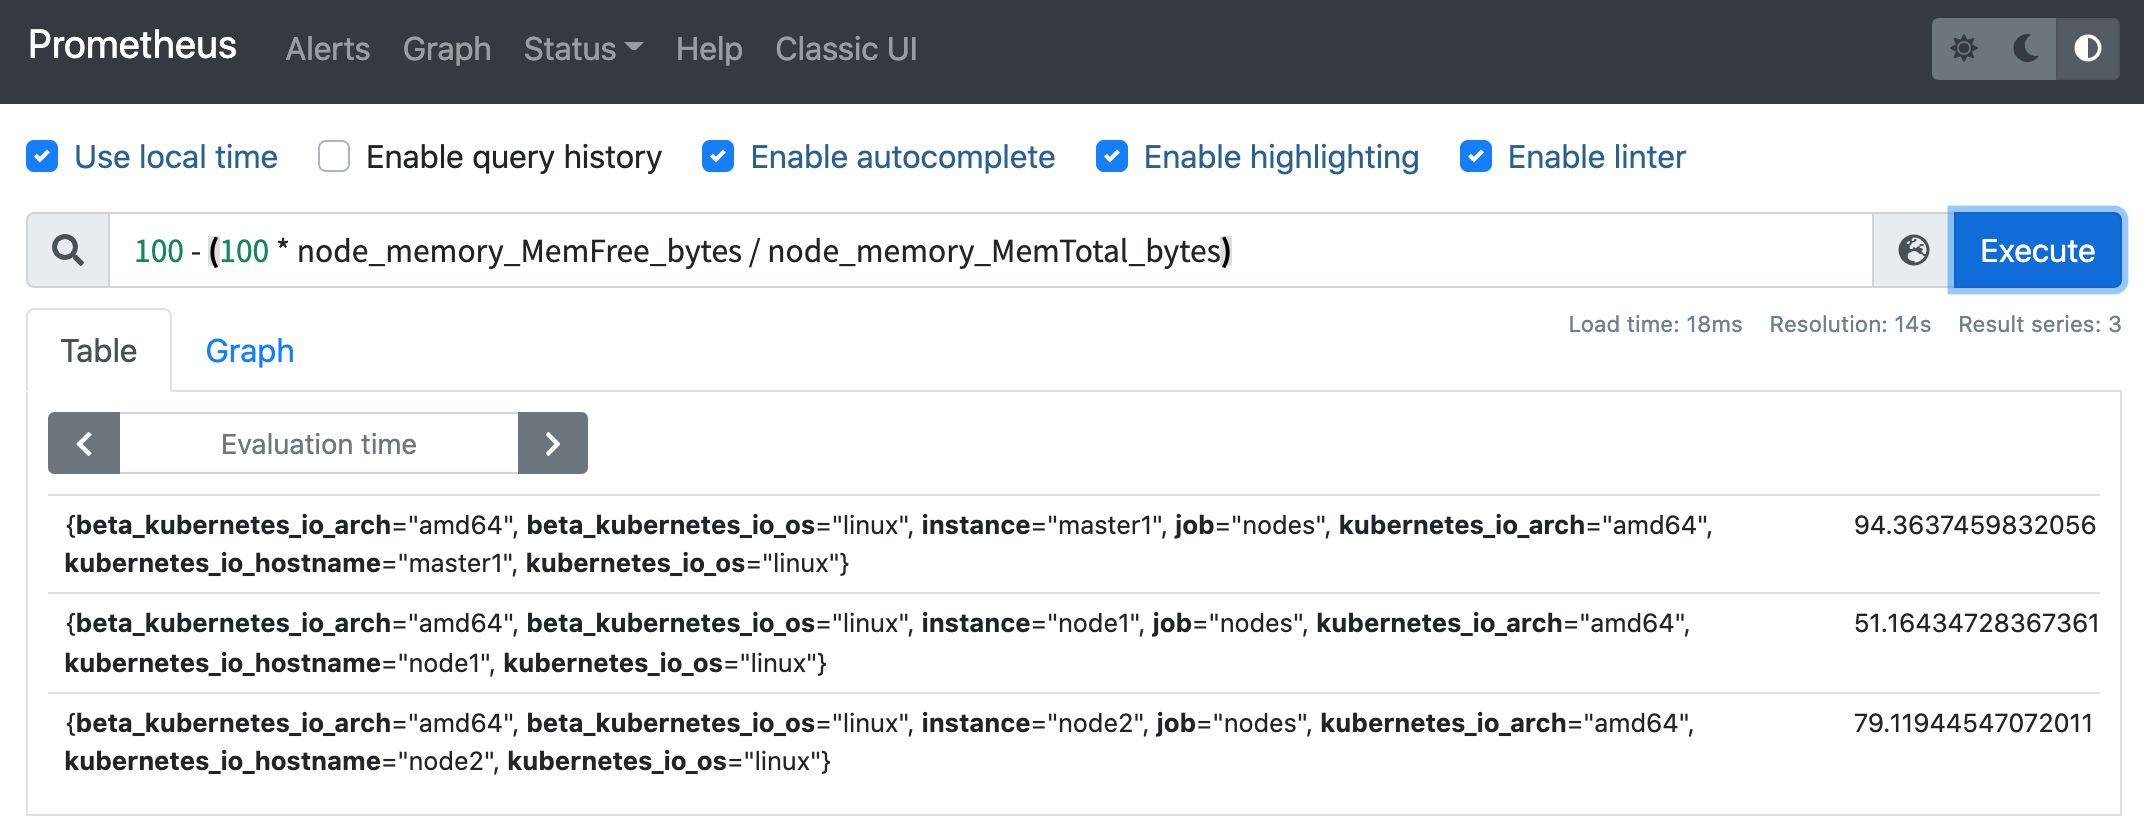 Prometheus Alerts Graph Status Help Classic UI
Use local time Enable query history Enable autocomplete Enable highlighting Enable linter
100 - (100 * node_memory_MemFree_bytes / node_memory_MemTotal_bytes) Execute
Load time: 18ms Resolution: 14s Result series: 3
Table Graph
Evaluation time
{beta_kubernetes_io_arch="amd64", beta_kubernetes_io_os="linux", instance="master1", job="nodes", kubernetes_io_arch="amd64", 94.3637459832056
kubernetes_io_hostname="master1", kubernetes_io_os="linux"}
{beta_kubernetes_io_arch="amd64", beta_kubernetes_io_os="linux", instance="node1", job="nodes", kubernetes_io_arch="amd64", 51.16434728367361
kubernetes_io_hostname="node1", kubernetes_io_os="linux"}
{beta_kubernetes_io_arch="amd64", beta_kubernetes_io_os="linux", instance="node2", job="nodes", kubernetes_io_arch="amd64", 79.11944547072011
kubernetes_io_hostname="node2", kubernetes_io_os="linux"}